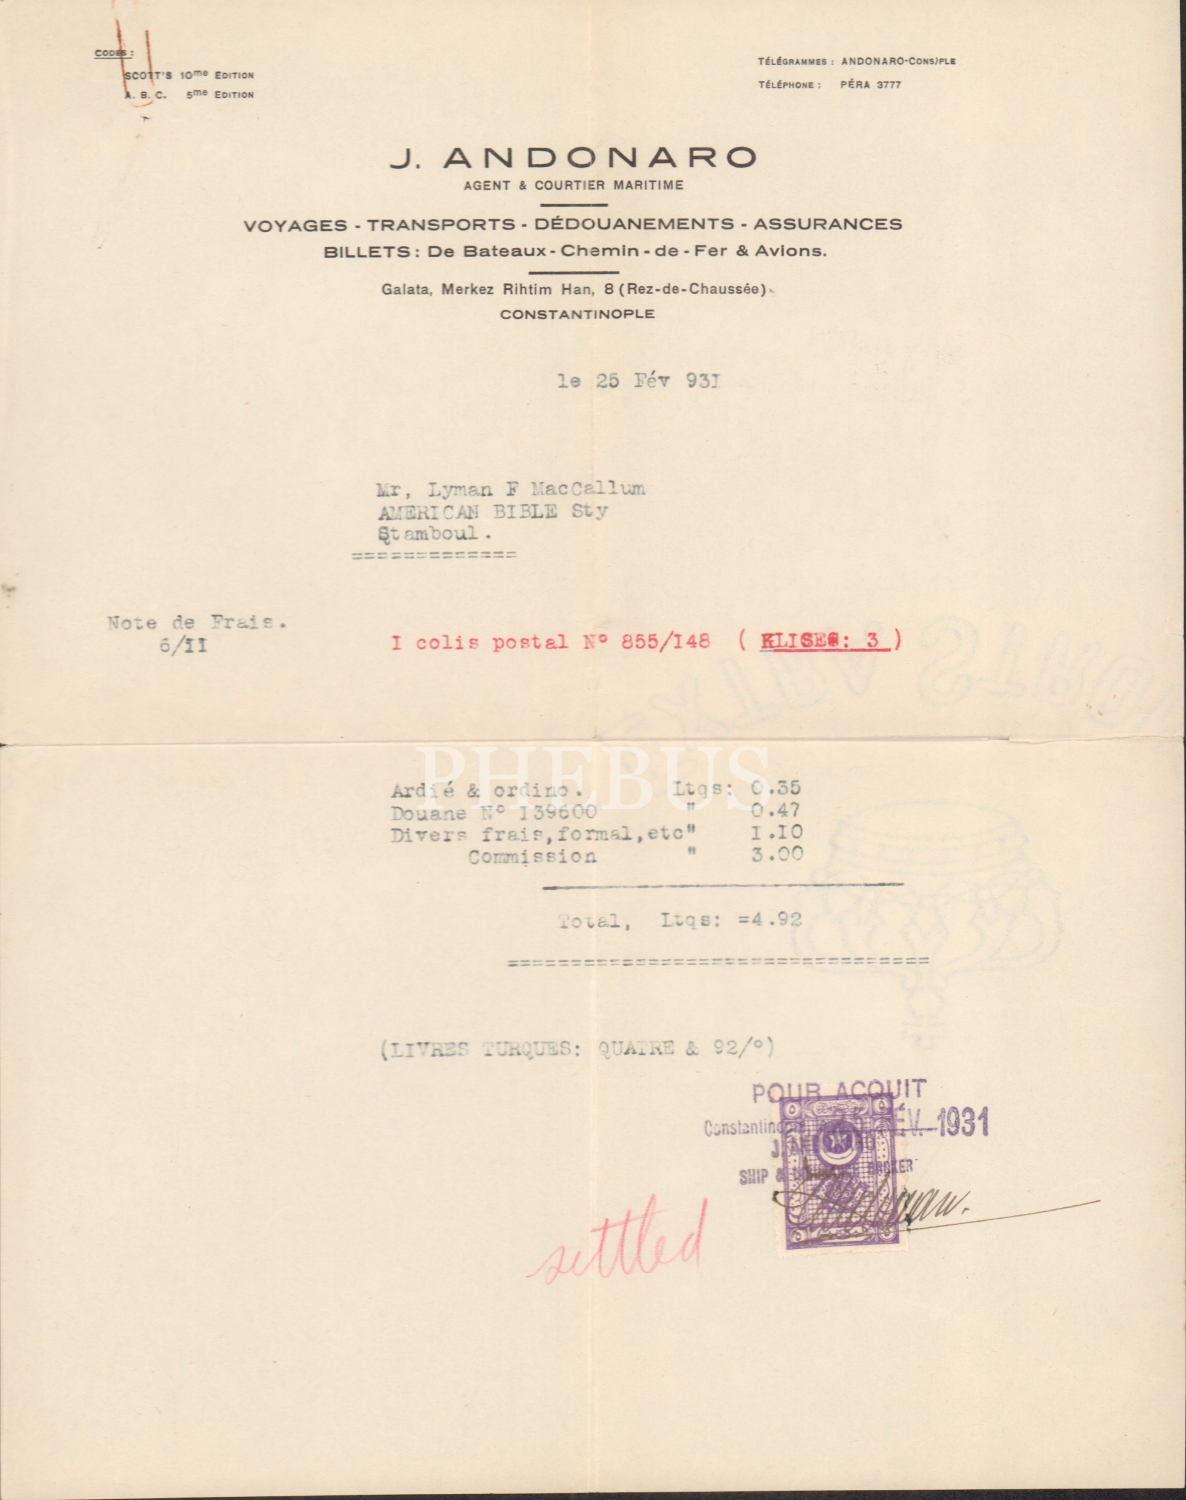 CODES:
SCOTT'S 10me EDITION
A. B. C. 5me EDITION
TÉLÉGRAMMES : ANDONARO-CONS/PLE
TÉLÉPHONE : PÉRA 3777
J. ANDONARO
AGENT & COURTIER MARITIME
VOYAGES - TRANSPORTS - DÉDOUANEMENTS - ASSURANCES
BILLETS : De Bateaux - Chemin - de - Fer & Avions.
Galata, Merkez Rihtim Han, 8 (Rez-de-Chaussée).
CONSTANTINOPLE
le 25 Fév 93I
Mr, Lyman F MacCallum
AMERICAN BIBLE Sty
Stamboul.
=============
Note de Frais.
6/II
I colis postal N° 855/I48 ( KLISES: 3 )
PHEBUS
Ardié & ordino. Ltqs: 0.35
Douane N° I39600 " 0.47
Divers frais,formal,etc" I.I0
Commission " 3.00
Total, Ltqs: =4.92
=================================
(LIVRES TURQUES: QUATRE & 92/°)
POUR ACQUIT
FÉV. 1931
SHIP & BROKER
settled